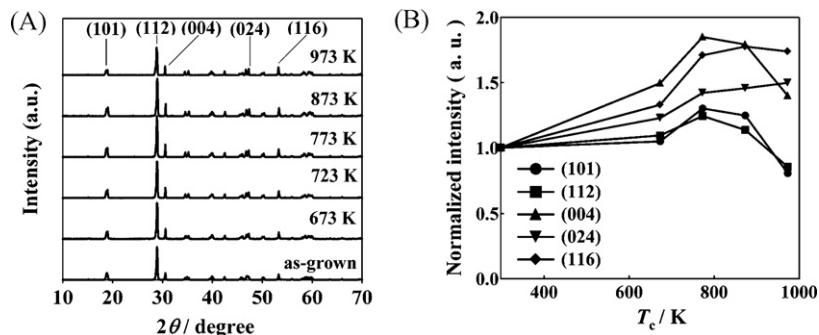 (A)
(101)
(112)
(004)
(024)
(116)
973 K
873 K
773 K
723 K
673 K
as-grown
Intensity (a.u.)
10 20 30 40 50 60 70
2θ / degree
(B)
Normalized intensity ( a. u. )
2.0
1.5
1.0
0.5
0.0
(101)
(112)
(004)
(024)
(116)
400 600 800 1000
Tc / K